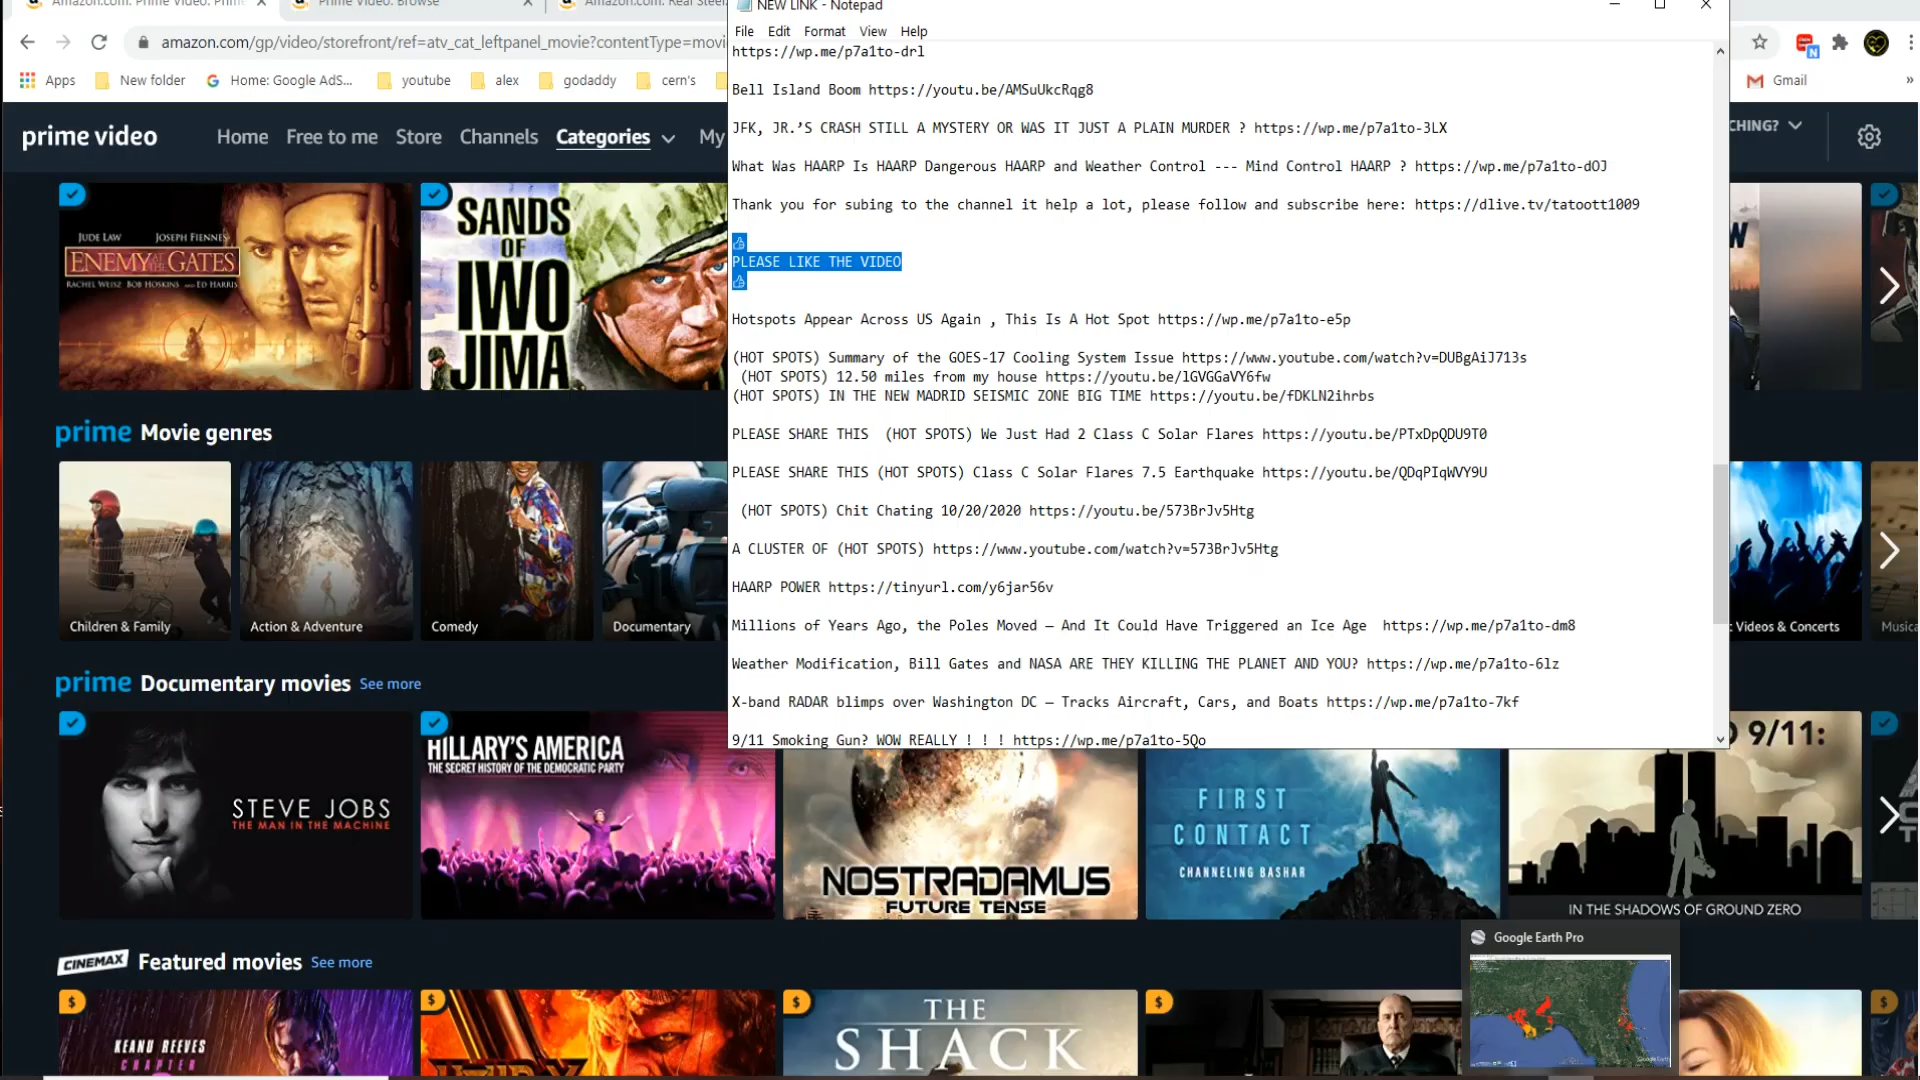 Amazon.com: Prime Video: Prime
Prime Video: Browse
Amazon.com: Real Steel
amazon.com/gp/video/storefront/ref=atv_cat_leftpanel_movie?contentType=movi
Apps
New folder
Home: Google AdS...
youtube
alex
godaddy
cern's
Gmail
»
prime video
Home
Free to me
Store
Channels
Categories
My
CHING?
JUDE LAW JOSEPH FIENNES
ENEMY AT THE GATES
RACHEL WEISZ BOB HOSKINS AND ED HARRIS
SANDS
OF
IWO
JIMA
W
prime Movie genres
Children & Family
Action & Adventure
Comedy
Documentary
Videos & Concerts
Musica
prime Documentary movies See more
STEVE JOBS
THE MAN IN THE MACHINE
HILLARY'S AMERICA
THE SECRET HISTORY OF THE DEMOCRATIC PARTY
NOSTRADAMUS
FUTURE TENSE
FIRST
CONTACT
CHANNELING BASHAR
9/11:
IN THE SHADOWS OF GROUND ZERO
CINEMAX Featured movies See more
KEANU REEVES
CHAPTER
THE
SHACK
NEW LINK - Notepad
File Edit Format View Help
https://wp.me/p7a1to-drl
Bell Island Boom https://youtu.be/AMSuUkcRqg8
JFK, JR.’S CRASH STILL A MYSTERY OR WAS IT JUST A PLAIN MURDER ? https://wp.me/p7a1to-3LX
What Was HAARP Is HAARP Dangerous HAARP and Weather Control --- Mind Control HAARP ? https://wp.me/p7a1to-dOJ
Thank you for subing to the channel it help a lot, please follow and subscribe here: https://dlive.tv/tatoott1009
👍
PLEASE LIKE THE VIDEO
👍
Hotspots Appear Across US Again , This Is A Hot Spot https://wp.me/p7a1to-e5p
(HOT SPOTS) Summary of the GOES-17 Cooling System Issue https://www.youtube.com/watch?v=DUBgAiJ713s
(HOT SPOTS) 12.50 miles from my house https://youtu.be/lGVGGaVY6fw
(HOT SPOTS) IN THE NEW MADRID SEISMIC ZONE BIG TIME https://youtu.be/fDKLN2ihrbs
PLEASE SHARE THIS  (HOT SPOTS) We Just Had 2 Class C Solar Flares https://youtu.be/PTxDpQDU9T0
PLEASE SHARE THIS (HOT SPOTS) Class C Solar Flares 7.5 Earthquake https://youtu.be/QDqPIqWVY9U
(HOT SPOTS) Chit Chating 10/20/2020 https://youtu.be/573BrJv5Htg
A CLUSTER OF (HOT SPOTS) https://www.youtube.com/watch?v=573BrJv5Htg
HAARP POWER https://tinyurl.com/y6jar56v
Millions of Years Ago, the Poles Moved — And It Could Have Triggered an Ice Age  https://wp.me/p7a1to-dm8
Weather Modification, Bill Gates and NASA ARE THEY KILLING THE PLANET AND YOU? https://wp.me/p7a1to-6lz
X-band RADAR blimps over Washington DC – Tracks Aircraft, Cars, and Boats https://wp.me/p7a1to-7kf
9/11 Smoking Gun? WOW REALLY ! ! ! https://wp.me/p7a1to-5Qo
Google Earth Pro